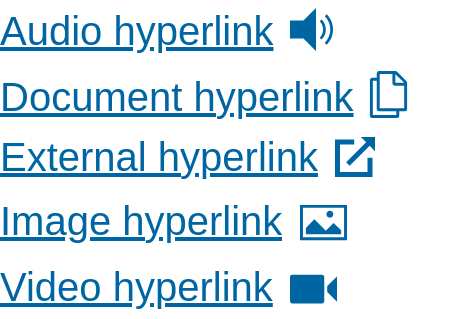 Audio hyperlink
Document hyperlink
External hyperlink
Image hyperlink
Video hyperlink